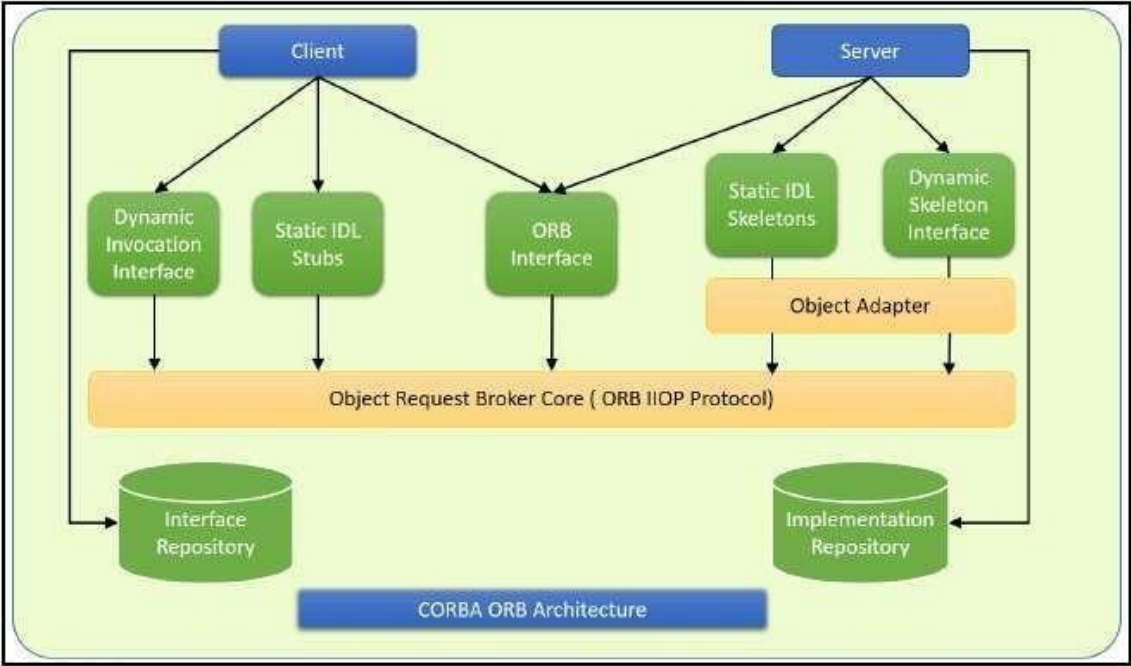 Client
Server
Dynamic
Invocation
Interface
Static IDL
Stubs
ORB
Interface
Static IDL
Skeletons
Dynamic
Skeleton
Interface
Object Adapter
Object Request Broker Core ( ORB IIOP Protocol)
Interface
Repository
Implementation
Repository
CORBA ORB Architecture